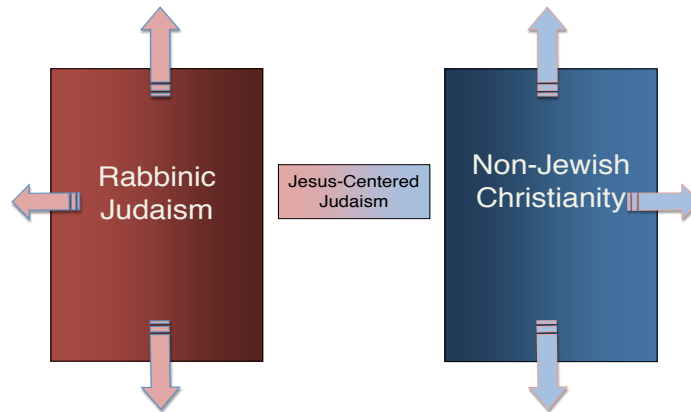 Rabbinic
Judaism
Jesus-Centered
Judaism
Non-Jewish
Christianity